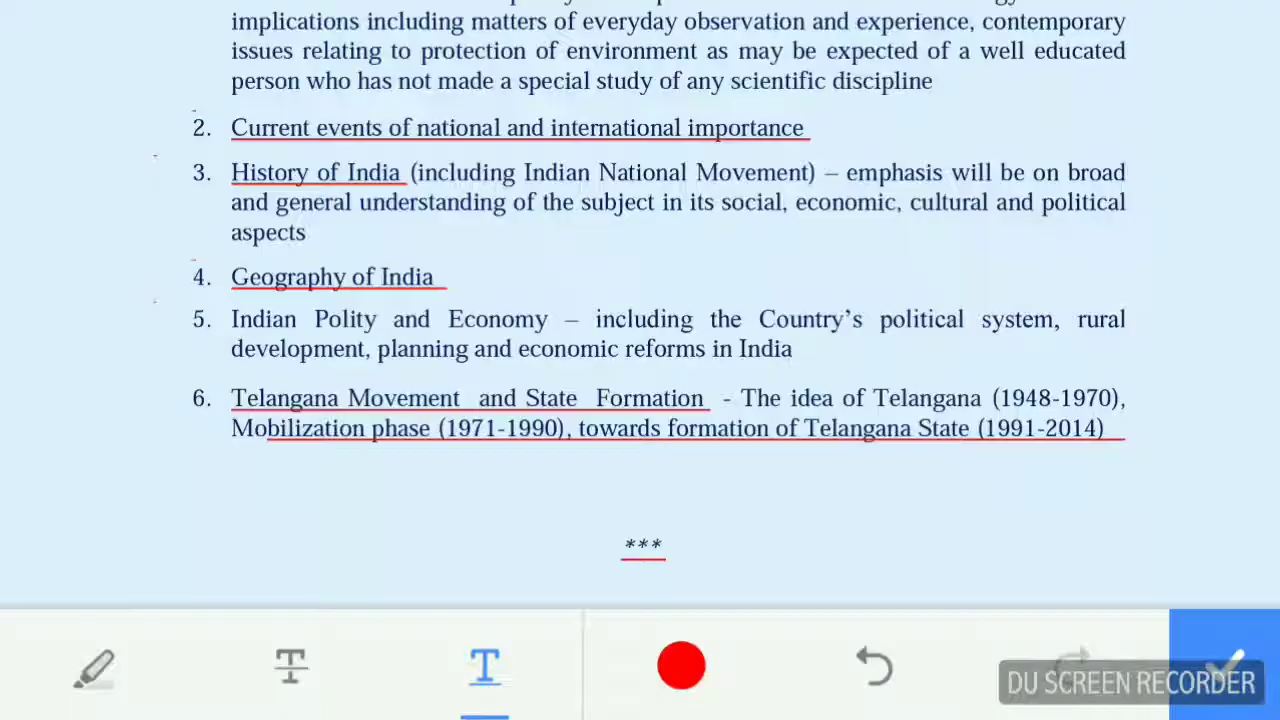 implications including matters of everyday observation and experience, contemporary
issues relating to protection of environment as may be expected of a well educated
person who has not made a special study of any scientific discipline
2. Current events of national and international importance
3. History of India (including Indian National Movement) – emphasis will be on broad
and general understanding of the subject in its social, economic, cultural and political
aspects
4. Geography of India
5. Indian Polity and Economy – including the Country’s political system, rural
development, planning and economic reforms in India
6. Telangana Movement and State Formation - The idea of Telangana (1948-1970),
Mobilization phase (1971-1990), towards formation of Telangana State (1991-2014)
***
T T
DU SCREEN RECORDER